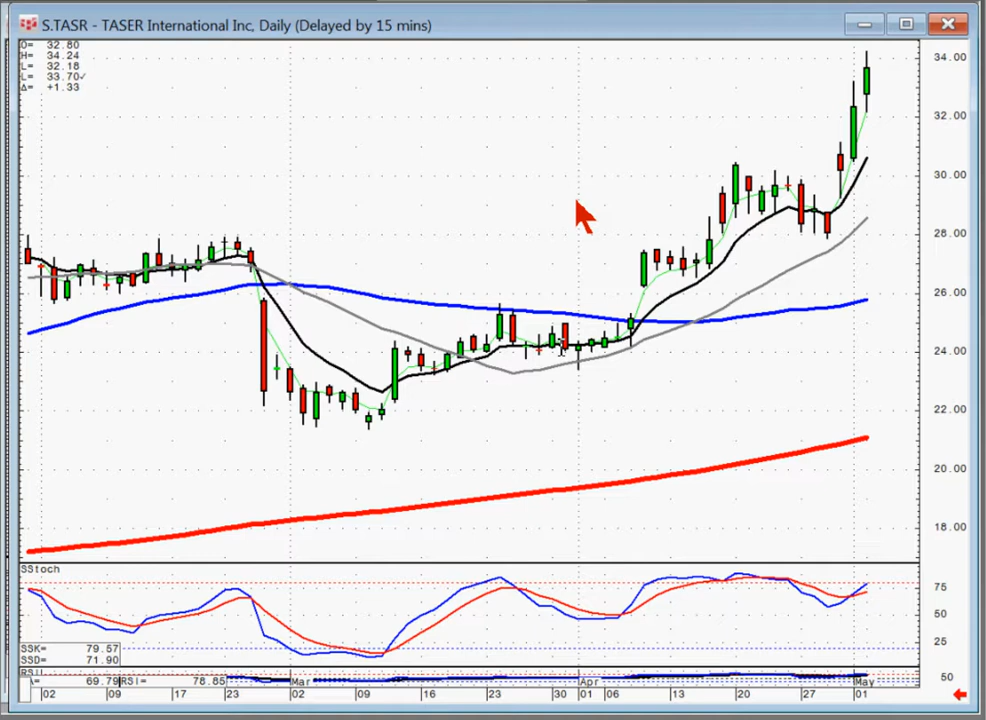 S.TASR - TASER International Inc, Daily (Delayed by 15 mins)
O= 32.80
H= 34.24
L= 32.18
L= 33.70✓
Δ= +1.33
34.00
32.00
30.00
28.00
26.00
24.00
22.00
20.00
18.00
SStoch
75
50
25
SSK= 79.57
SSD= 71.90
RSI
A= 69.79 RSI= 78.85
50
Mar Apr May
02 09 17 23 02 09 16 23 30 01 06 13 20 27 01